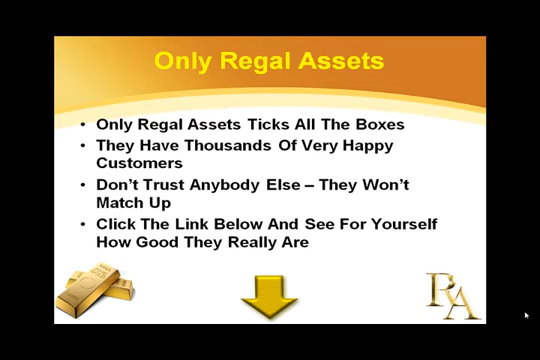 Only Regal Assets
• Only Regal Assets Ticks All The Boxes
• They Have Thousands Of Very Happy
Customers
• Don't Trust Anybody Else – They Won't
Match Up
• Click The Link Below And See For Yourself
How Good They Really Are
RA